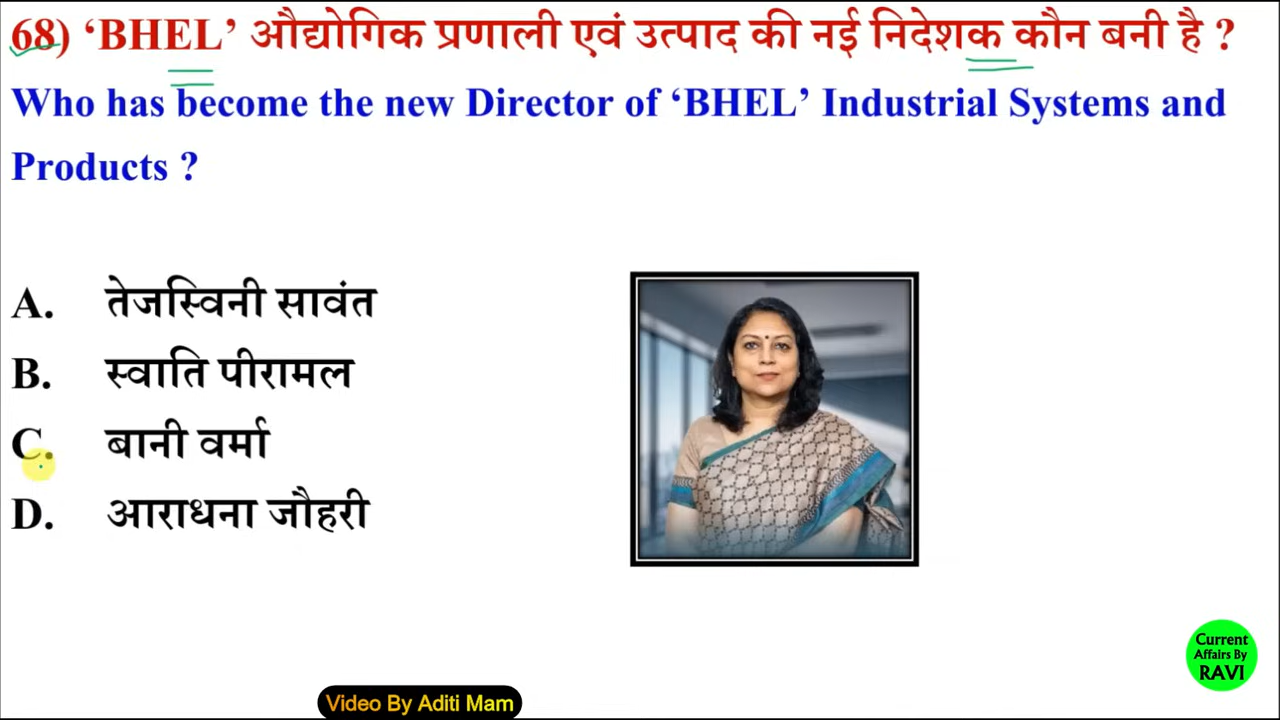 68) ‘BHEL’ औद्योगिक प्रणाली एवं उत्पाद की नई निदेशक कौन बनी है ?
Who has become the new Director of ‘BHEL’ Industrial Systems and
Products ?
A. तेजस्विनी सावंत
B. स्वाति पीरामल
C. बानी वर्मा
D. आराधना जौहरी
Current
Affairs By
RAVI
Video By Aditi Mam